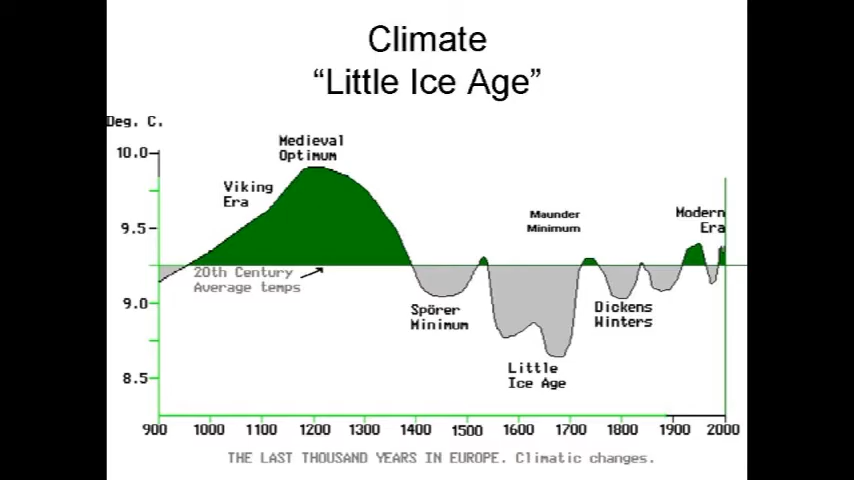 Climate
“Little Ice Age”
Deg. C.
Medieval
Optimum
10.0
Viking
Era
Maunder
Minimum
Modern
Era
9.5
20th Century
Average temps
9.0
Spörer
Minimum
Dickens
Winters
Little
Ice Age
8.5
900 1000 1100 1200 1300 1400 1500 1600 1700 1800 1900 2000
THE LAST THOUSAND YEARS IN EUROPE. Climatic changes.